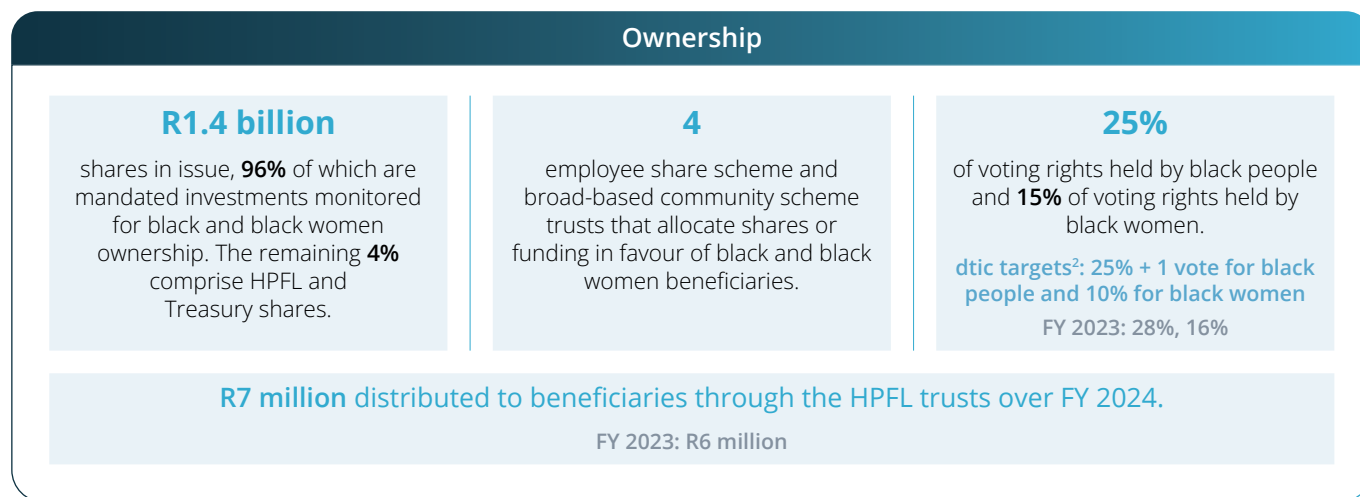 Ownership
R1.4 billion
shares in issue, 96% of which are
mandated investments monitored
for black and black women
ownership. The remaining 4%
comprise HPFL and
Treasury shares.
4
employee share scheme and
broad-based community scheme
trusts that allocate shares or
funding in favour of black and black
women beneficiaries.
25%
of voting rights held by black people
and 15% of voting rights held by
black women.
dtic targets²: 25% + 1 vote for black
people and 10% for black women
FY 2023: 28%, 16%
R7 million distributed to beneficiaries through the HPFL trusts over FY 2024.
FY 2023: R6 million